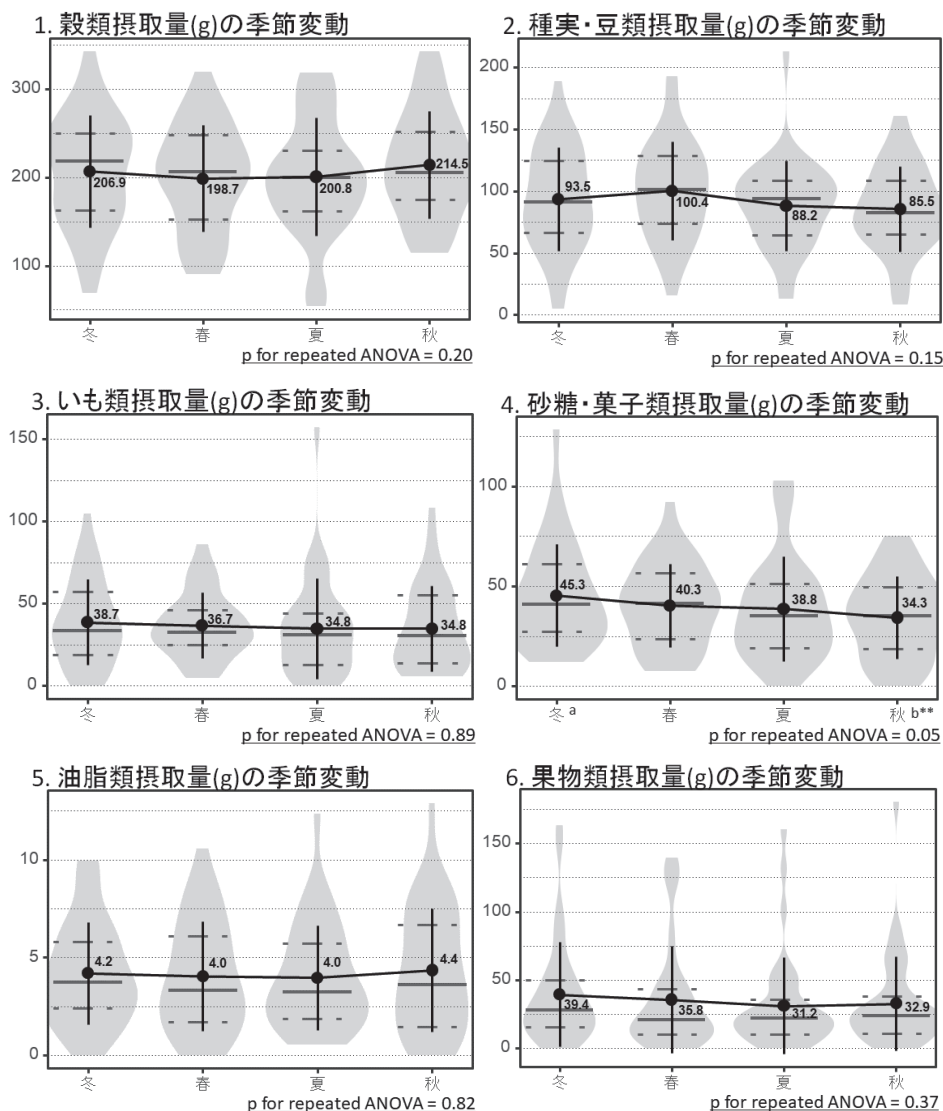 1. 穀類摂取量(g)の季節変動
300
200
100
206.9
198.7
200.8
214.5
冬 春 夏 秋
p for repeated ANOVA = 0.20
2. 種実・豆類摂取量(g)の季節変動
200
150
100
50
0
93.5
100.4
88.2
85.5
冬 春 夏 秋
p for repeated ANOVA = 0.15
3. いも類摂取量(g)の季節変動
150
100
50
0
38.7
36.7
34.8
34.8
冬 春 夏 秋
p for repeated ANOVA = 0.89
4. 砂糖・菓子類摂取量(g)の季節変動
100
50
0
45.3
40.3
38.8
34.3
冬 a 春 夏 秋 b**
p for repeated ANOVA = 0.05
5. 油脂類摂取量(g)の季節変動
10
5
0
4.2
4.0
4.0
4.4
冬 春 夏 秋
p for repeated ANOVA = 0.82
6. 果物類摂取量(g)の季節変動
150
100
50
0
39.4
35.8
31.2
32.9
冬 春 夏 秋
p for repeated ANOVA = 0.37